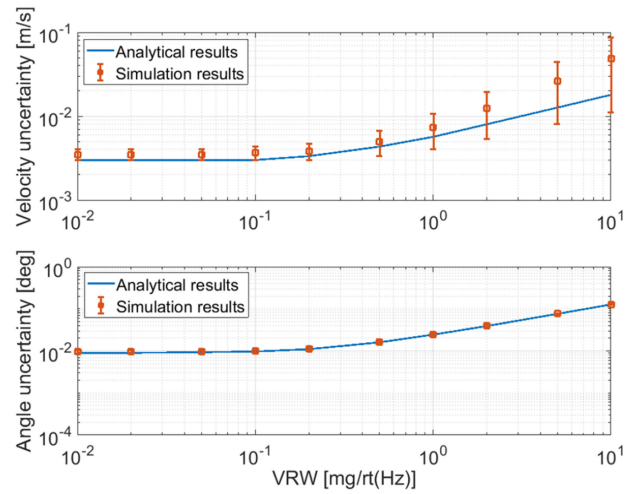 Velocity uncertainty [m/s]
10^-1
10^-2
10^-3
Analytical results
Simulation results
10^-2
10^-1
10^0
10^1
Angle uncertainty [deg]
10^0
10^-2
10^-4
Analytical results
Simulation results
10^-2
10^-1
10^0
10^1
VRW [mg/rt(Hz)]